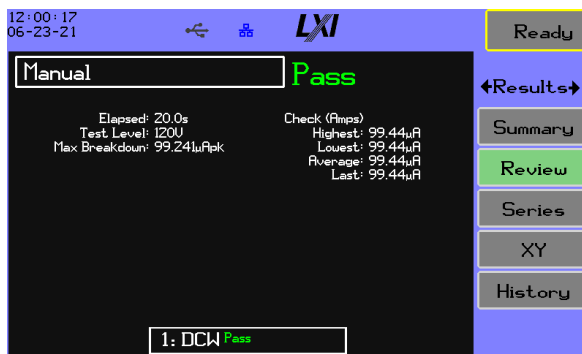 12:00:17
06-23-21
LXI
Ready
Manual
Pass
←Results→
Elapsed: 20.0s
Test Level: 120V
Max Breakdown: 99.241µApk
Check (Amps)
Highest: 99.44µA
Lowest: 99.44µA
Average: 99.44µA
Last: 99.44µA
Summary
Review
Series
XY
History
1: DCW Pass